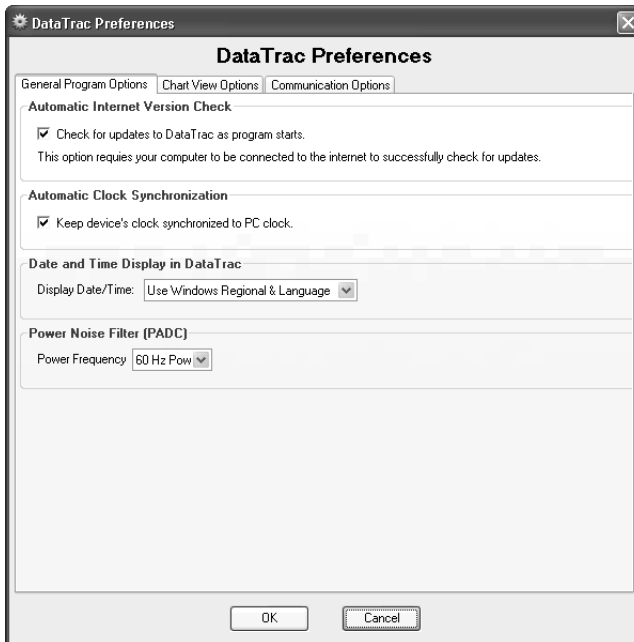 DataTrac Preferences
DataTrac Preferences
General Program Options Chart View Options Communication Options
Automatic Internet Version Check
Check for updates to DataTrac as program starts.
This option requies your computer to be connected to the internet to successfully check for updates.
Automatic Clock Synchronization
Keep device's clock synchronized to PC clock.
Date and Time Display in DataTrac
Display Date/Time: Use Windows Regional & Language
Power Noise Filter (PADC)
Power Frequency 60 Hz Pow
OK Cancel